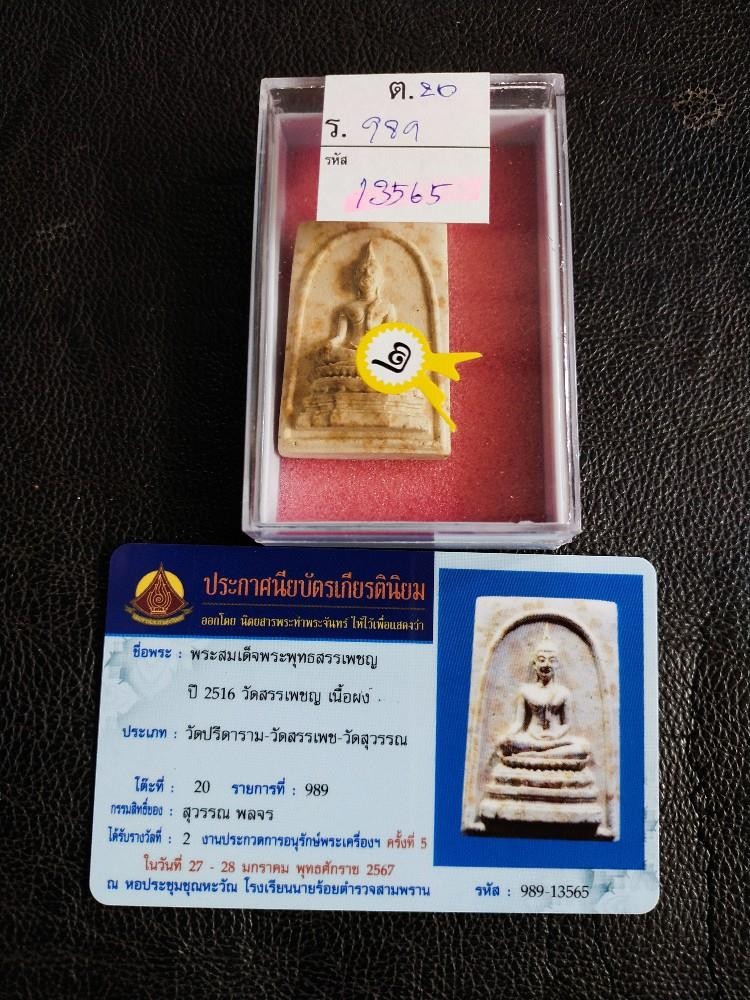 ต. 20
ร. 989
รหัส
13565
๒
ประกาศนียบัตรเกียรตินิยม
ออกโดย นิตยสารพระท่าพระจันทร์ ให้ไว้เพื่อแสดงว่า
ชื่อพระ : พระสมเด็จพระพุทธสรรเพชญ
ปี 2516 วัดสรรเพชญ เนื้อผง
ประเภท : วัดปรีดาราม-วัดสรรเพช-วัดสุวรรณ
โต๊ะที่ : 20 รายการที่ : 989
กรรมสิทธิ์ของ : สุวรรณ พลจร
ได้รับรางวัลที่ : 2 งานประกวดการอนุรักษ์พระเครื่องฯ ครั้งที่ 5
ในวันที่ 27 - 28 มกราคม พุทธศักราช 2567
ณ หอประชุมชุณหะวัณ โรงเรียนนายร้อยตำรวจสามพราน
รหัส : 989-13565